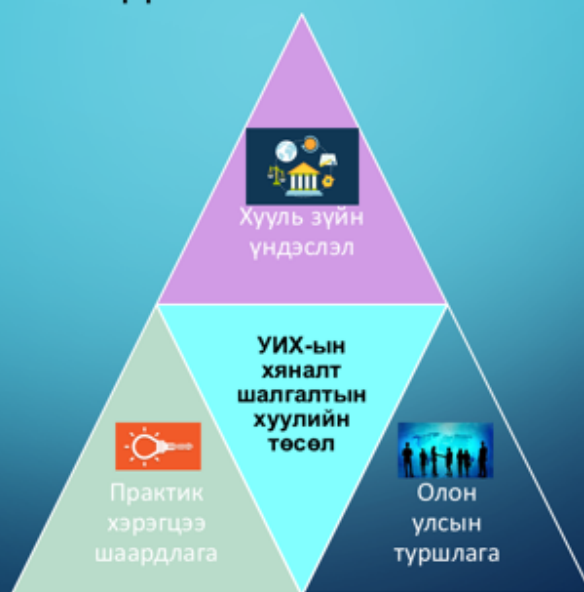 Хууль зүйн
үндэслэл
УИХ-ын
хяналт
шалгалтын
хуулийн
төсөл
Практик
хэрэгцээ
шаардлага
Олон
улсын
туршлага